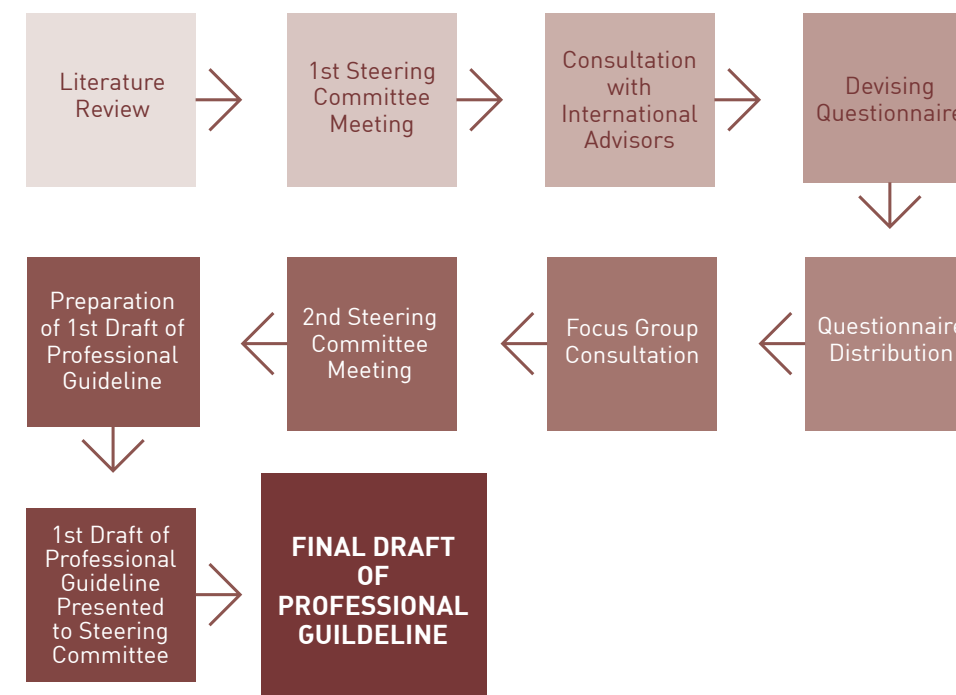 Literature
Review
1st Steering
Committee
Meeting
Consultation
with
International
Advisors
Devising
Questionnaire
Questionnaire
Distribution
Focus Group
Consultation
2nd Steering
Committee
Meeting
Preparation
of 1st Draft of
Professional
Guideline
1st Draft of
Professional
Guideline
Presented
to Steering
Committee
FINAL DRAFT
OF
PROFESSIONAL
GUILDELINE